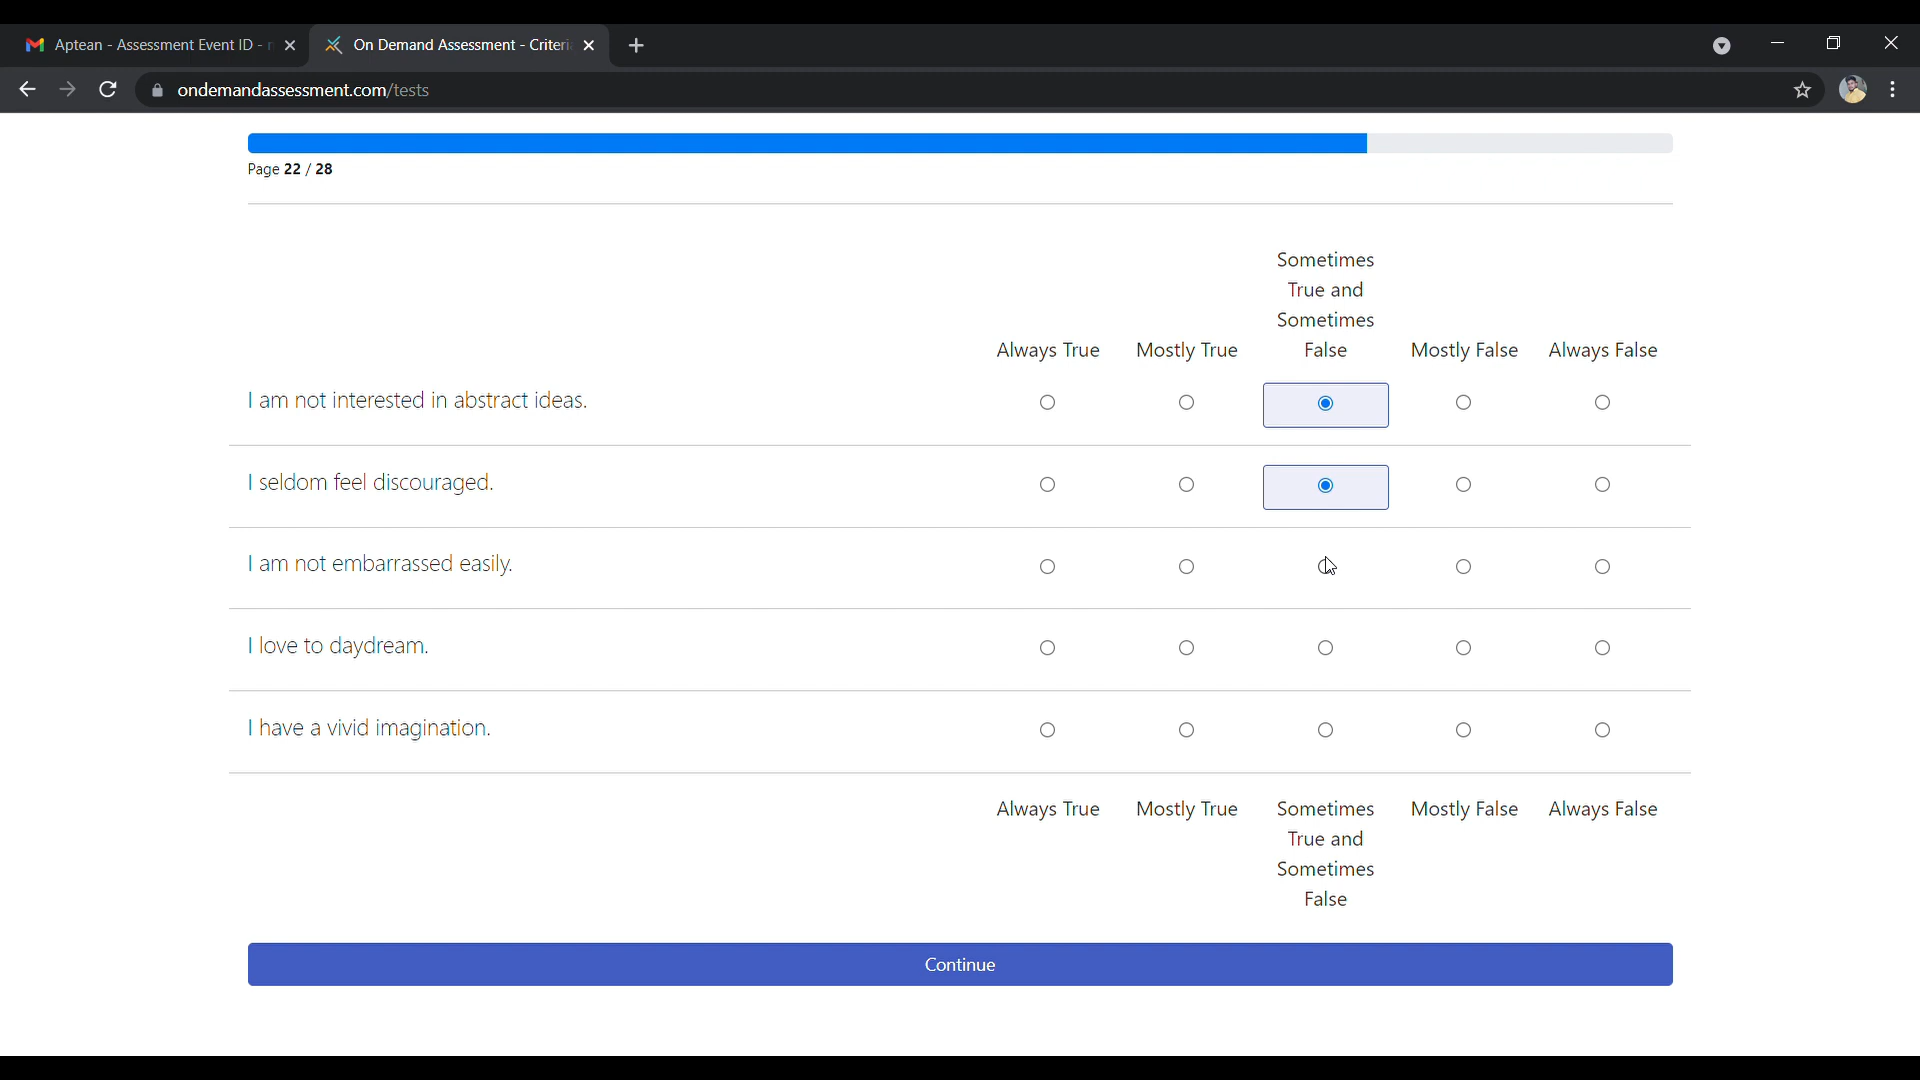 Aptean - Assessment Event ID -
On Demand Assessment - Criteri
ondemandassessment.com/tests
Page 22 / 28
Sometimes
True and
Sometimes
Always True Mostly True False Mostly False Always False
I am not interested in abstract ideas.
I seldom feel discouraged.
I am not embarrassed easily.
I love to daydream.
I have a vivid imagination.
Always True Mostly True Sometimes Mostly False Always False
True and
Sometimes
False
Continue